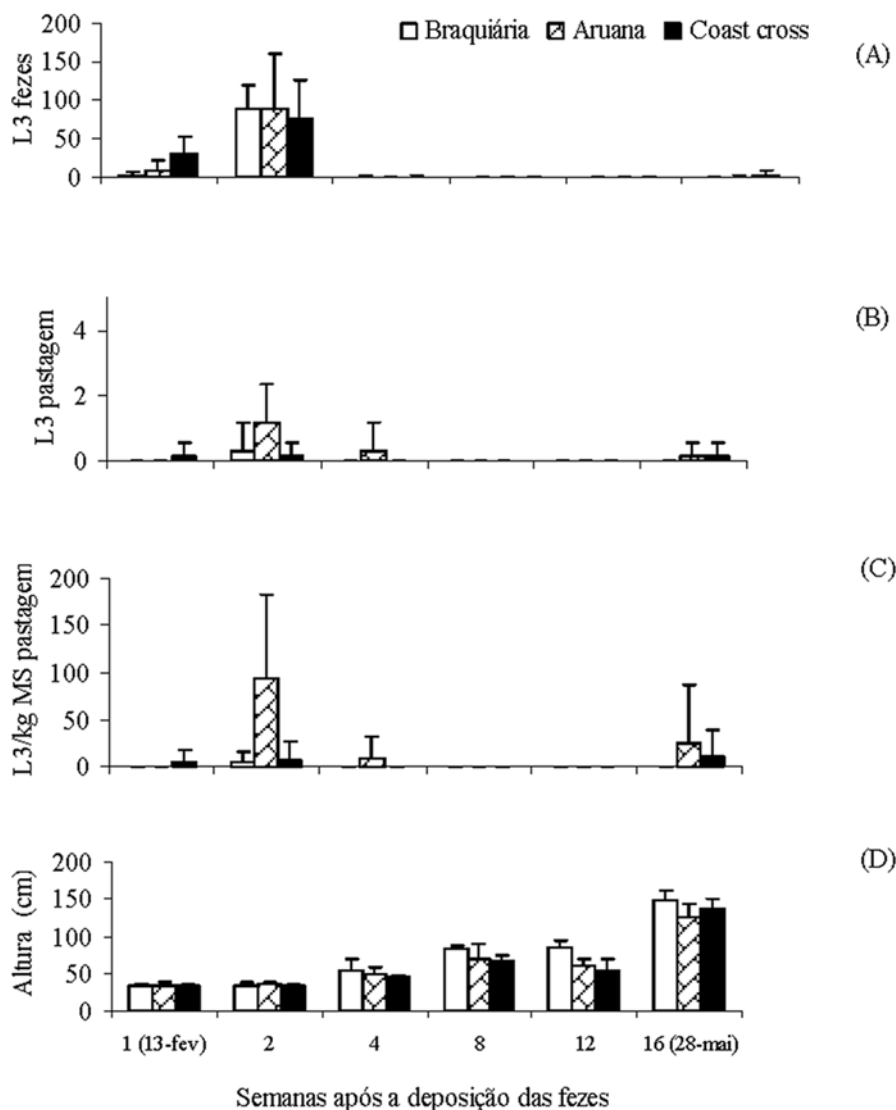 Braquiária Aruana Coast cross
(A)
L3 fezes
200
150
100
50
0
(B)
L3 pastagem
4
2
0
(C)
L3/kg MS pastagem
200
150
100
50
0
(D)
Altura (cm)
200
150
100
50
0
1 (13-fev) 2 4 8 12 16 (28-mai)
Semanas após a deposição das fezes